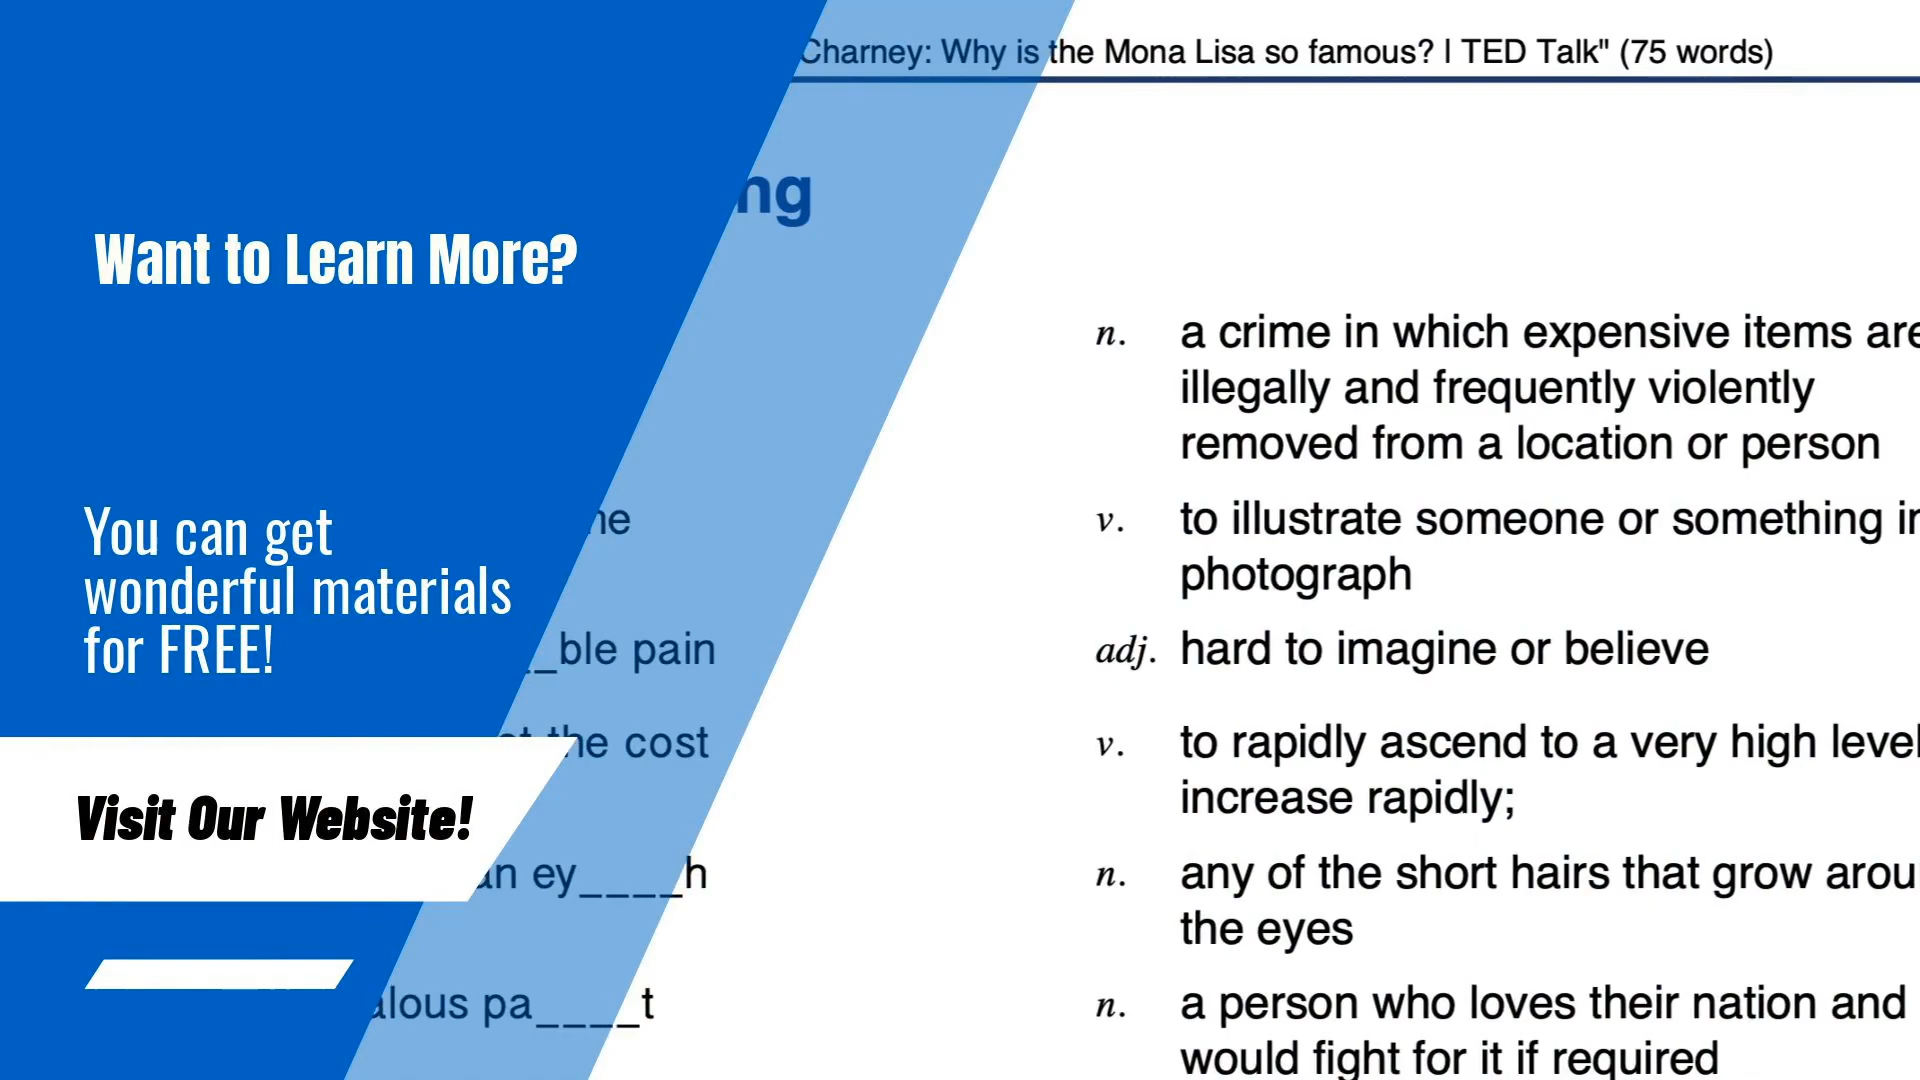 Charney: Why is the Mona Lisa so famous? | TED Talk" (75 words)
ng
Want to Learn More?
n. a crime in which expensive items are
illegally and frequently violently
removed from a location or person
You can get
wonderful materials
for FREE!
v. to illustrate someone or something in
photograph
_ble pain adj. hard to imagine or believe
the cost v. to rapidly ascend to a very high level
increase rapidly;
Visit Our Website!
an ey____h n. any of the short hairs that grow arou
the eyes
alous pa____t n. a person who loves their nation and
would fight for it if required